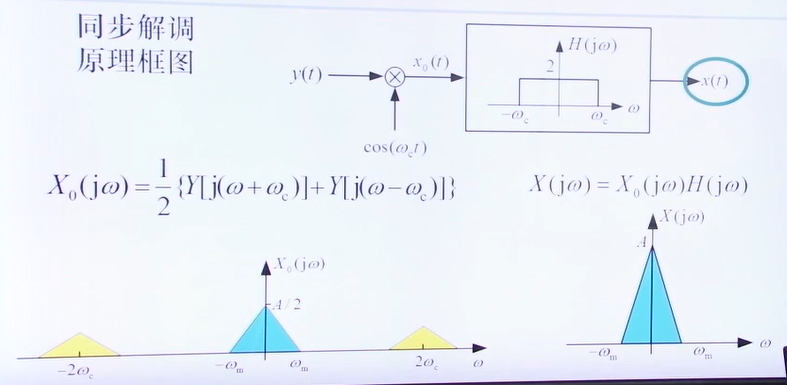 同步解调
原理框图
y(t)
x₀(t)
cos(ω_c t)
H(jω)
2
-ω_c
ω_c
ω
x(t)
X₀(jω)=1/2{Y[j(ω+ω_c)]+Y[j(ω-ω_c)]}
X(jω)=X₀(jω)H(jω)
X₀(jω)
A/2
-2ω_c
-ω_m
ω_m
2ω_c
ω
X(jω)
A
-ω_m
ω_m
ω